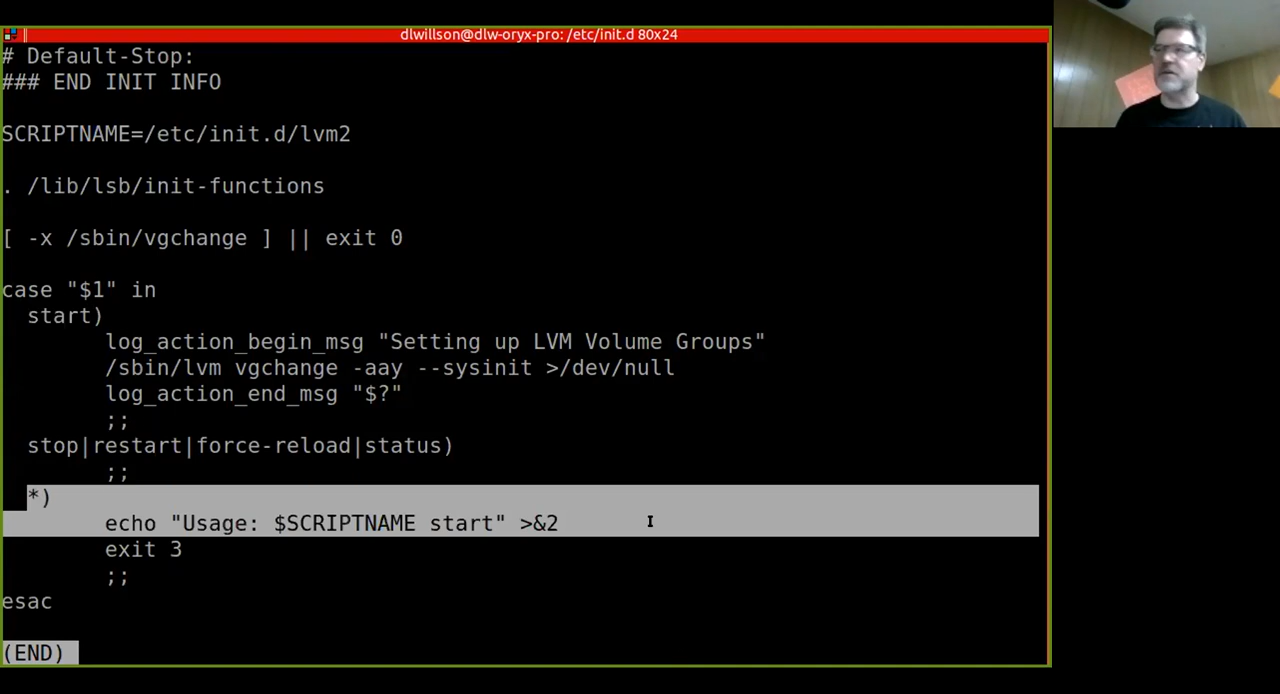 dlwillson@dlw-oryx-pro: /etc/init.d 80x24
# Default-Stop:
### END INIT INFO
SCRIPTNAME=/etc/init.d/lvm2
. /lib/lsb/init-functions
[ -x /sbin/vgchange ] || exit 0
case "$1" in
start)
log_action_begin_msg "Setting up LVM Volume Groups"
/sbin/lvm vgchange -aay --sysinit >/dev/null
log_action_end_msg "$?"
;;
stop|restart|force-reload|status)
;;
*)
echo "Usage: $SCRIPTNAME start" >&2
exit 3
;;
esac
(END)